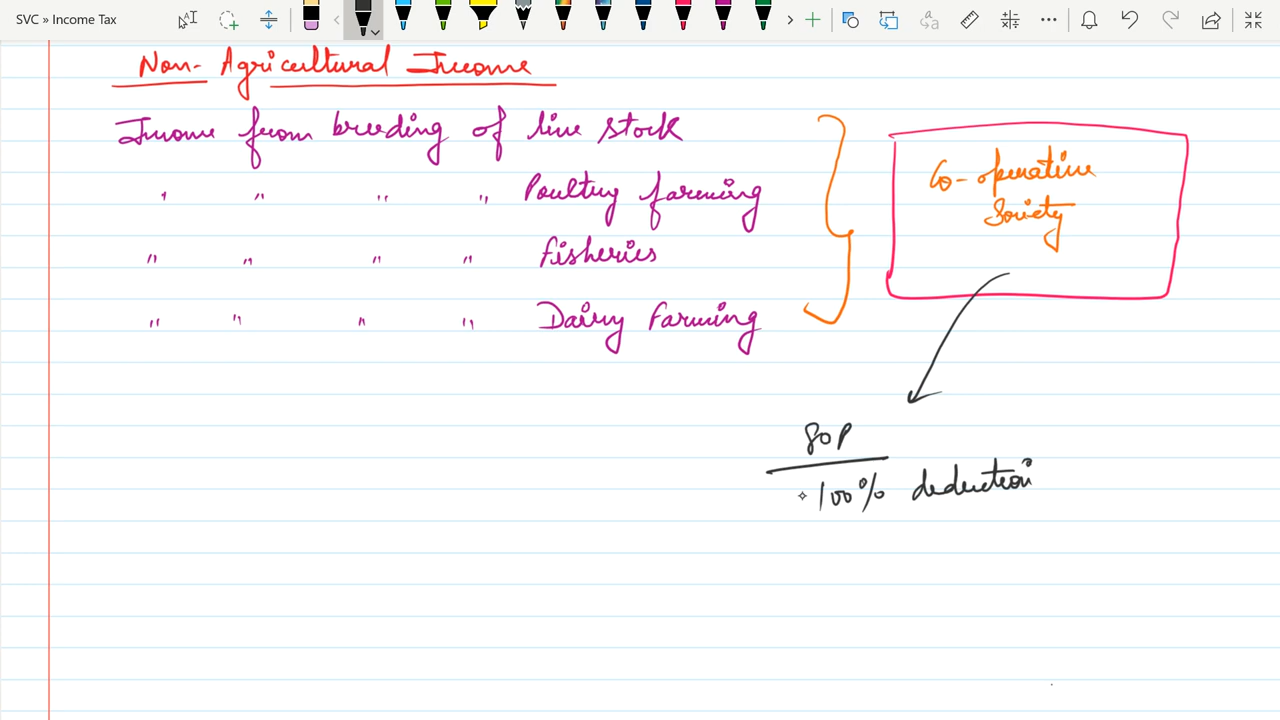 SVC » Income Tax
Non-Agricultural Income
Income from breeding of live stock
" " " " Poultry farming
" " " " fisheries
" " " " Dairy Farming
Co-operative
Society
80P
100% deduction